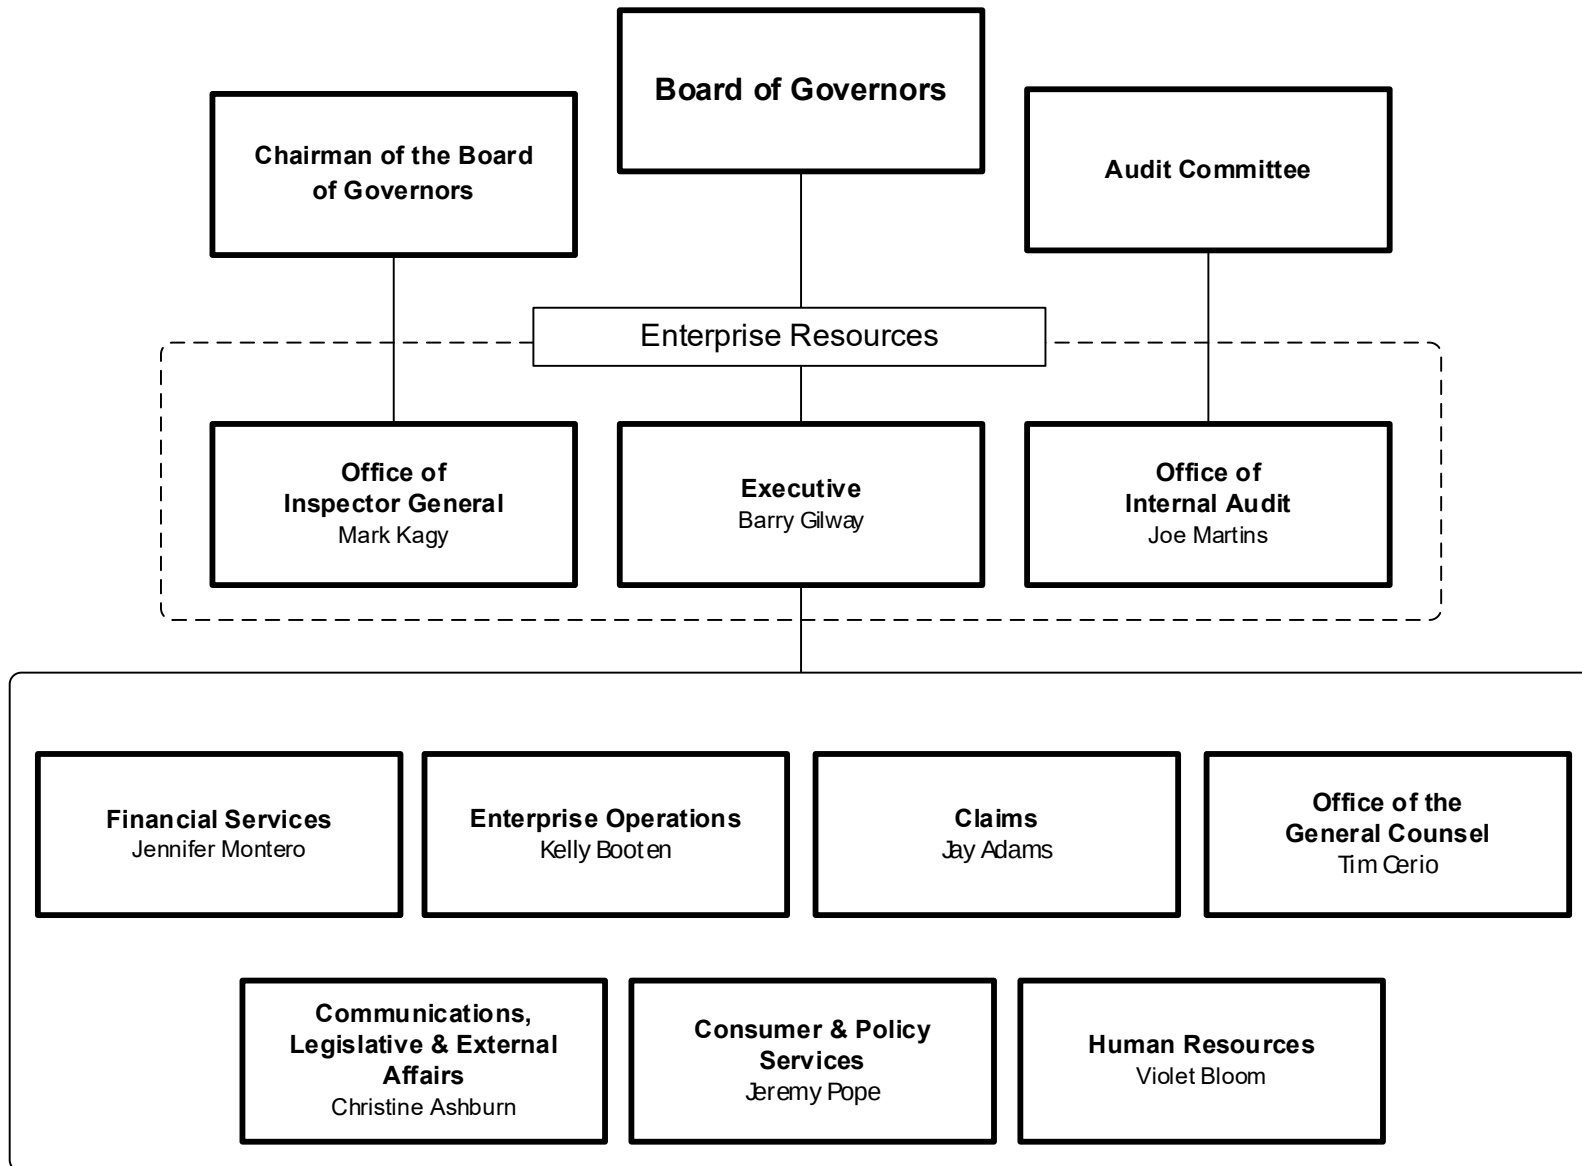 Board of Governors
Chairman of the Board
of Governors
Audit Committee
Enterprise Resources
Office of
Inspector General
Mark Kagy
Executive
Barry Gilway
Office of
Internal Audit
Joe Martins
Financial Services
Jennifer Montero
Enterprise Operations
Kelly Booten
Claims
Jay Adams
Office of the
General Counsel
Tim Cerio
Communications,
Legislative & External
Affairs
Christine Ashburn
Consumer & Policy
Services
Jeremy Pope
Human Resources
Violet Bloom